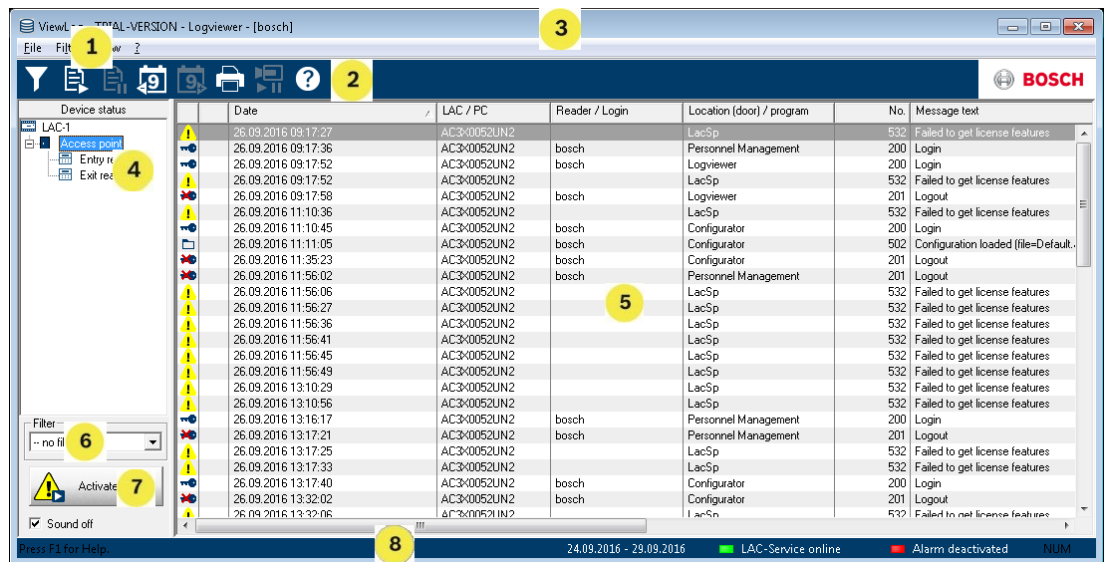 ViewL TRIAL-VERSION - Logviewer - [bosch]
3
File Filt w ?
1
2
BOSCH
Device status
LAC-1
Access point
Entry re
Exit rea
4
Date LAC / PC Reader / Login Location (door) / program No. Message text
26.09.2016 09:17:27 AC3X0052UN2 LacSp 532 Failed to get license features
26.09.2016 09:17:36 AC3X0052UN2 bosch Personnel Management 200 Login
26.09.2016 09:17:52 AC3X0052UN2 bosch Logviewer 200 Login
26.09.2016 09:17:52 AC3X0052UN2 LacSp 532 Failed to get license features
26.09.2016 09:17:58 AC3X0052UN2 bosch Logviewer 201 Logout
26.09.2016 11:10:36 AC3X0052UN2 LacSp 532 Failed to get license features
26.09.2016 11:10:45 AC3X0052UN2 bosch Configurator 200 Login
26.09.2016 11:11:05 AC3X0052UN2 bosch Configurator 502 Configuration loaded (file=Default.
26.09.2016 11:35:23 AC3X0052UN2 bosch Configurator 201 Logout
26.09.2016 11:56:02 AC3X0052UN2 bosch Personnel Management 201 Logout
26.09.2016 11:56:06 AC3X0052UN2 LacSp 532 Failed to get license features
26.09.2016 11:56:27 AC3X0052UN2 5 LacSp 532 Failed to get license features
26.09.2016 11:56:36 AC3X0052UN2 LacSp 532 Failed to get license features
26.09.2016 11:56:41 AC3X0052UN2 LacSp 532 Failed to get license features
26.09.2016 11:56:45 AC3X0052UN2 LacSp 532 Failed to get license features
26.09.2016 11:56:49 AC3X0052UN2 LacSp 532 Failed to get license features
26.09.2016 13:10:29 AC3X0052UN2 LacSp 532 Failed to get license features
26.09.2016 13:10:56 AC3X0052UN2 LacSp 532 Failed to get license features
26.09.2016 13:16:17 AC3X0052UN2 bosch Personnel Management 200 Login
26.09.2016 13:17:21 AC3X0052UN2 bosch Personnel Management 201 Logout
26.09.2016 13:17:25 AC3X0052UN2 LacSp 532 Failed to get license features
26.09.2016 13:17:33 AC3X0052UN2 LacSp 532 Failed to get license features
26.09.2016 13:17:40 AC3X0052UN2 bosch Configurator 200 Login
26.09.2016 13:32:02 AC3X0052UN2 bosch Configurator 201 Logout
26.09.2016 13:32:06 AC3X0052UN2 LacSp 532 Failed to get license features
Filter
-- no fil
6
Activate
7
Sound off
8
Press F1 for Help. 24.09.2016 - 29.09.2016 LAC-Service online Alarm deactivated NUM